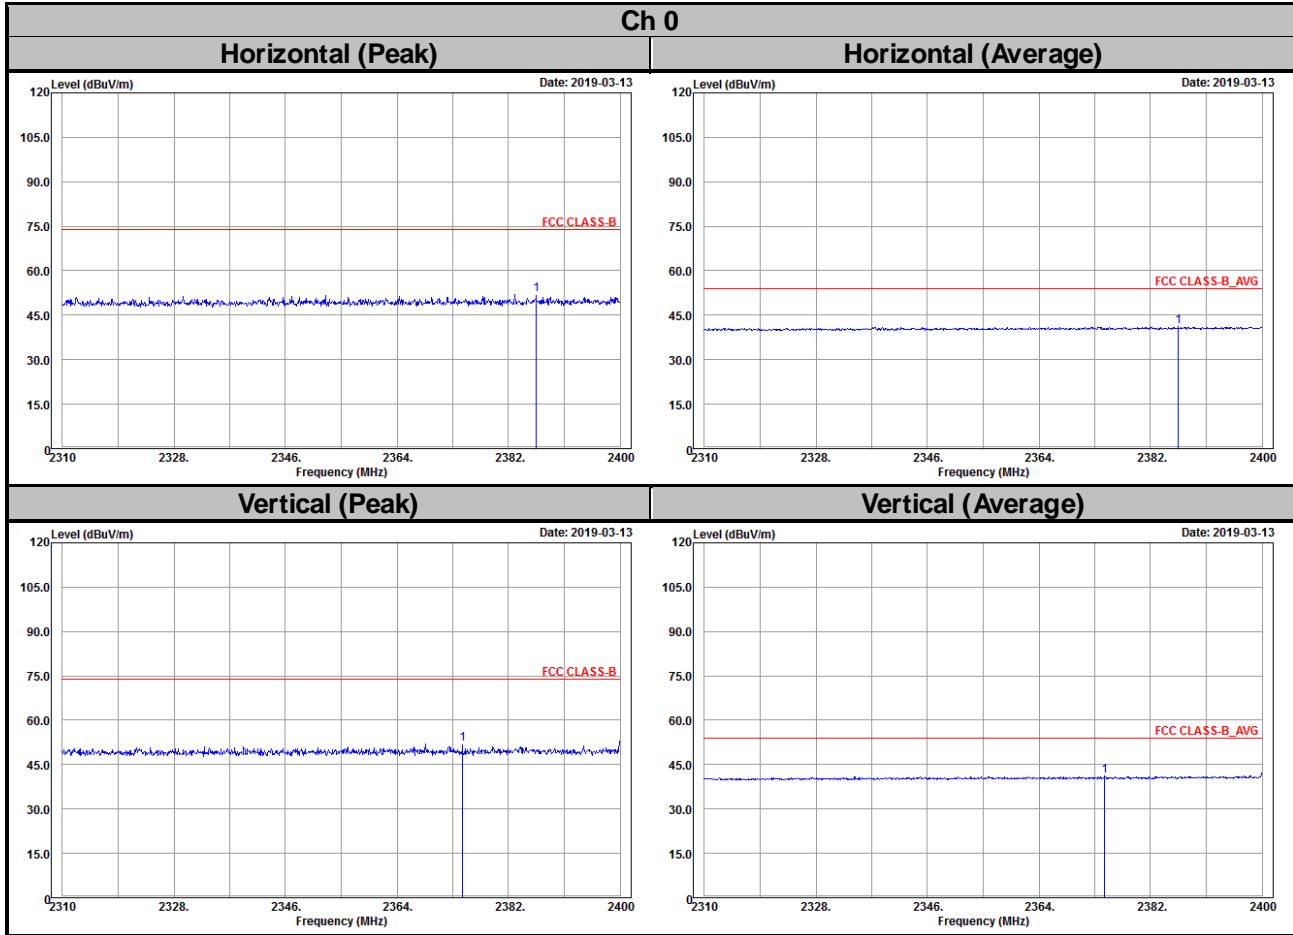 Ch 0
Horizontal (Peak) Horizontal (Average)
Level (dBuV/m) Date: 2019-03-13
120
105.0
90.0
75.0
FCC CLASS-B
60.0
1
45.0
30.0
15.0
0
2310 2328. 2346. 2364. 2382. 2400
Frequency (MHz)
Level (dBuV/m) Date: 2019-03-13
120
105.0
90.0
75.0
60.0
FCC CLASS-B_AVG
45.0
1
30.0
15.0
0
2310 2328. 2346. 2364. 2382. 2400
Frequency (MHz)
Vertical (Peak) Vertical (Average)
Level (dBuV/m) Date: 2019-03-13
120
105.0
90.0
75.0
FCC CLASS-B
60.0
1
45.0
30.0
15.0
0
2310 2328. 2346. 2364. 2382. 2400
Frequency (MHz)
Level (dBuV/m) Date: 2019-03-13
120
105.0
90.0
75.0
60.0
FCC CLASS-B_AVG
45.0
1
30.0
15.0
0
2310 2328. 2346. 2364. 2382. 2400
Frequency (MHz)